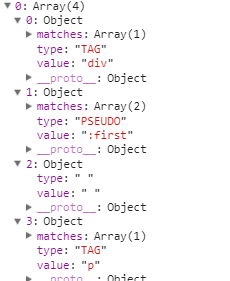 ▼ 0: Array(4)
▼ 0: Object
▶ matches: Array(1)
type: "TAG"
value: "div"
▶ __proto__: Object
▼ 1: Object
▶ matches: Array(2)
type: "PSEUDO"
value: ":first"
▶ __proto__: Object
▼ 2: Object
type: " "
value: " "
▶ __proto__: Object
▼ 3: Object
▶ matches: Array(1)
type: "TAG"
value: "p"
▶ __proto__: Object